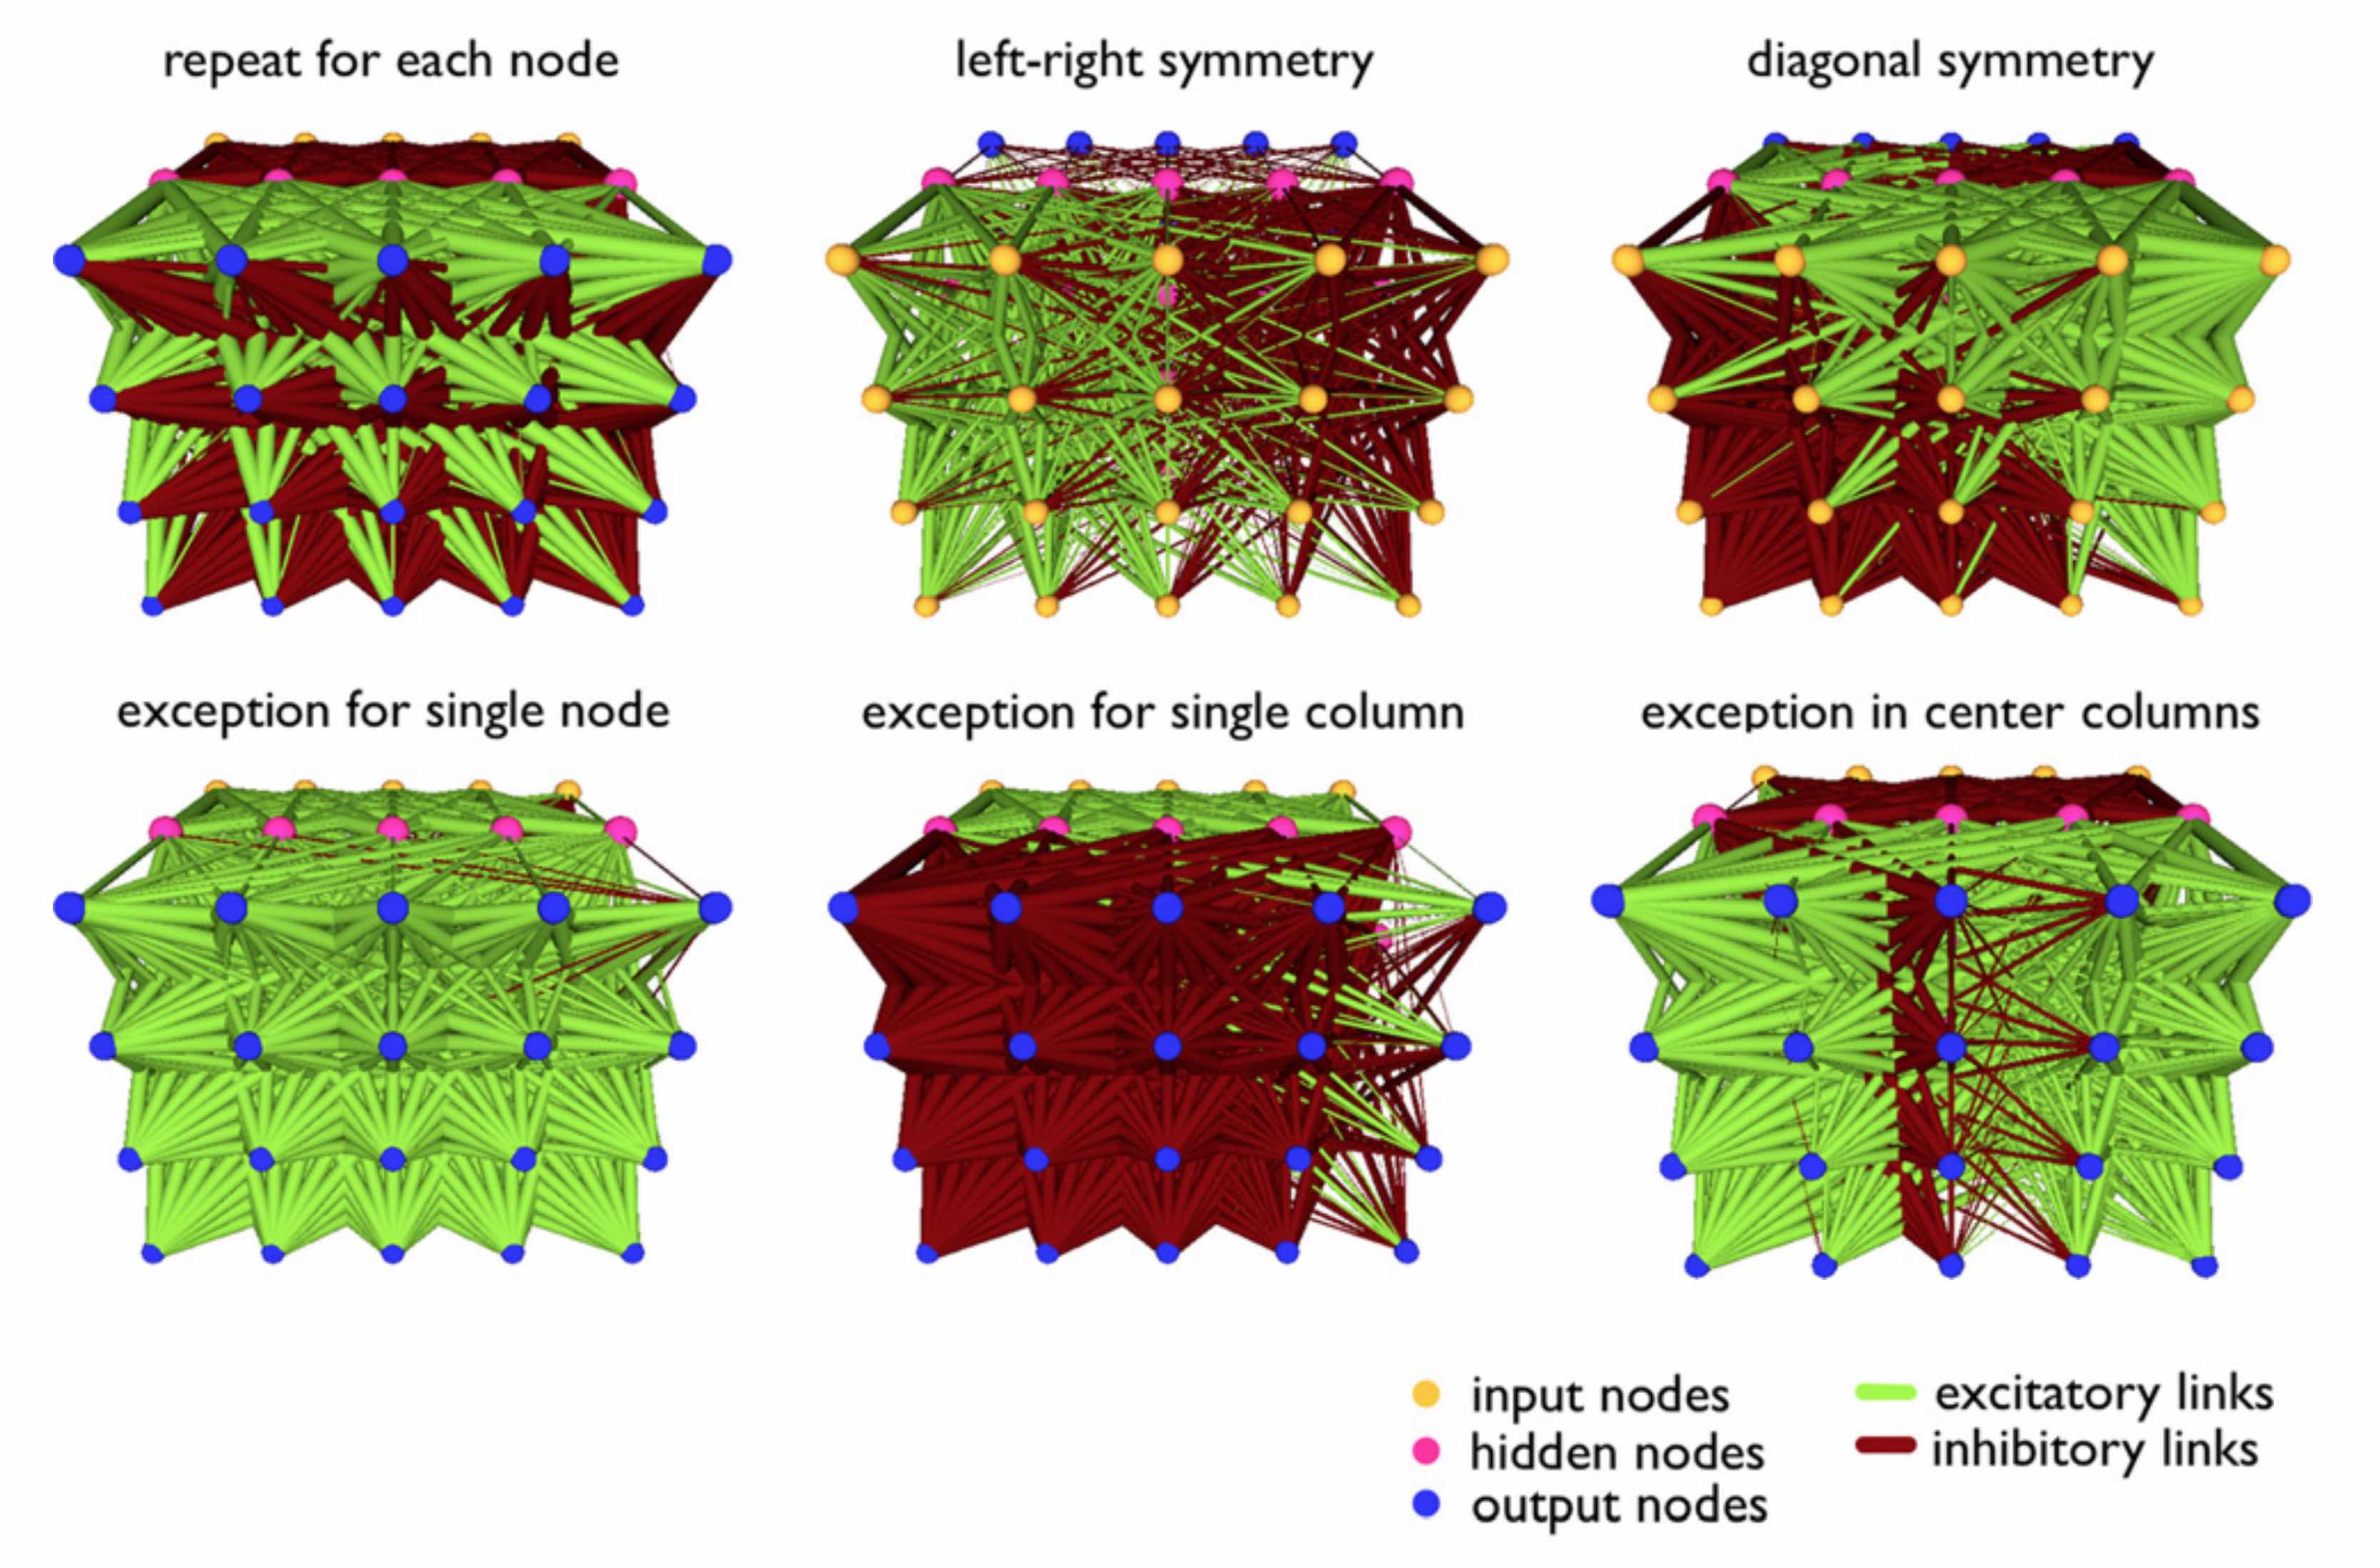 repeat for each node
left-right symmetry
diagonal symmetry
exception for single node
exception for single column
exception in center columns
input nodes
hidden nodes
output nodes
excitatory links
inhibitory links